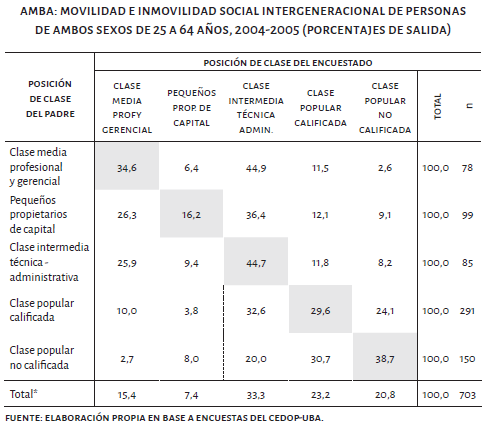 AMBA: MOVILIDAD E INMOVILIDAD SOCIAL INTERGENERACIONAL DE PERSONAS
DE AMBOS SEXOS DE 25 A 64 AÑOS, 2004-2005 (PORCENTAJES DE SALIDA)
POSICIÓN DE CLASE DEL PADRE
POSICIÓN DE CLASE DEL ENCUESTADO
CLASE MEDIA PROF Y GERENCIAL
PEQUEÑOS PROP. DE CAPITAL
CLASE INTERMEDIA TÉCNICA ADMIN.
CLASE POPULAR CALIFICADA
CLASE POPULAR NO CALIFICADA
TOTAL
n
Clase media profesional y gerencial 34,6 6,4 44,9 11,5 2,6 100,0 78
Pequeños propietarios de capital 26,3 16,2 36,4 12,1 9,1 100,0 99
Clase intermedia técnica - administrativa 25,9 9,4 44,7 11,8 8,2 100,0 85
Clase popular calificada 10,0 3,8 32,6 29,6 24,1 100,0 291
Clase popular no calificada 2,7 8,0 20,0 30,7 38,7 100,0 150
Total* 15,4 7,4 33,3 23,2 20,8 100,0 703
FUENTE: ELABORACIÓN PROPIA EN BASE A ENCUESTAS DEL CEDOP-UBA.